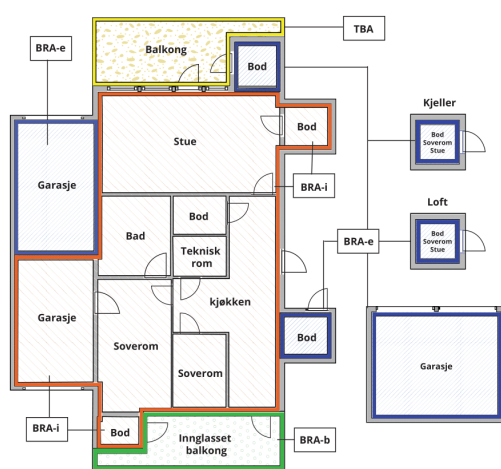 TBA
BRA-e
Balkong
Bod
Kjeller
Stue
Bod
Bod
Soverom
Stue
Garasje
BRA-i
Loft
Bad
Bod
Bod
Soverom
Stue
BRA-e
Teknisk
rom
kjøkken
Garasje
Soverom
Bod
Garasje
Soverom
BRA-i
Bod
Innglasset
balkong
BRA-b